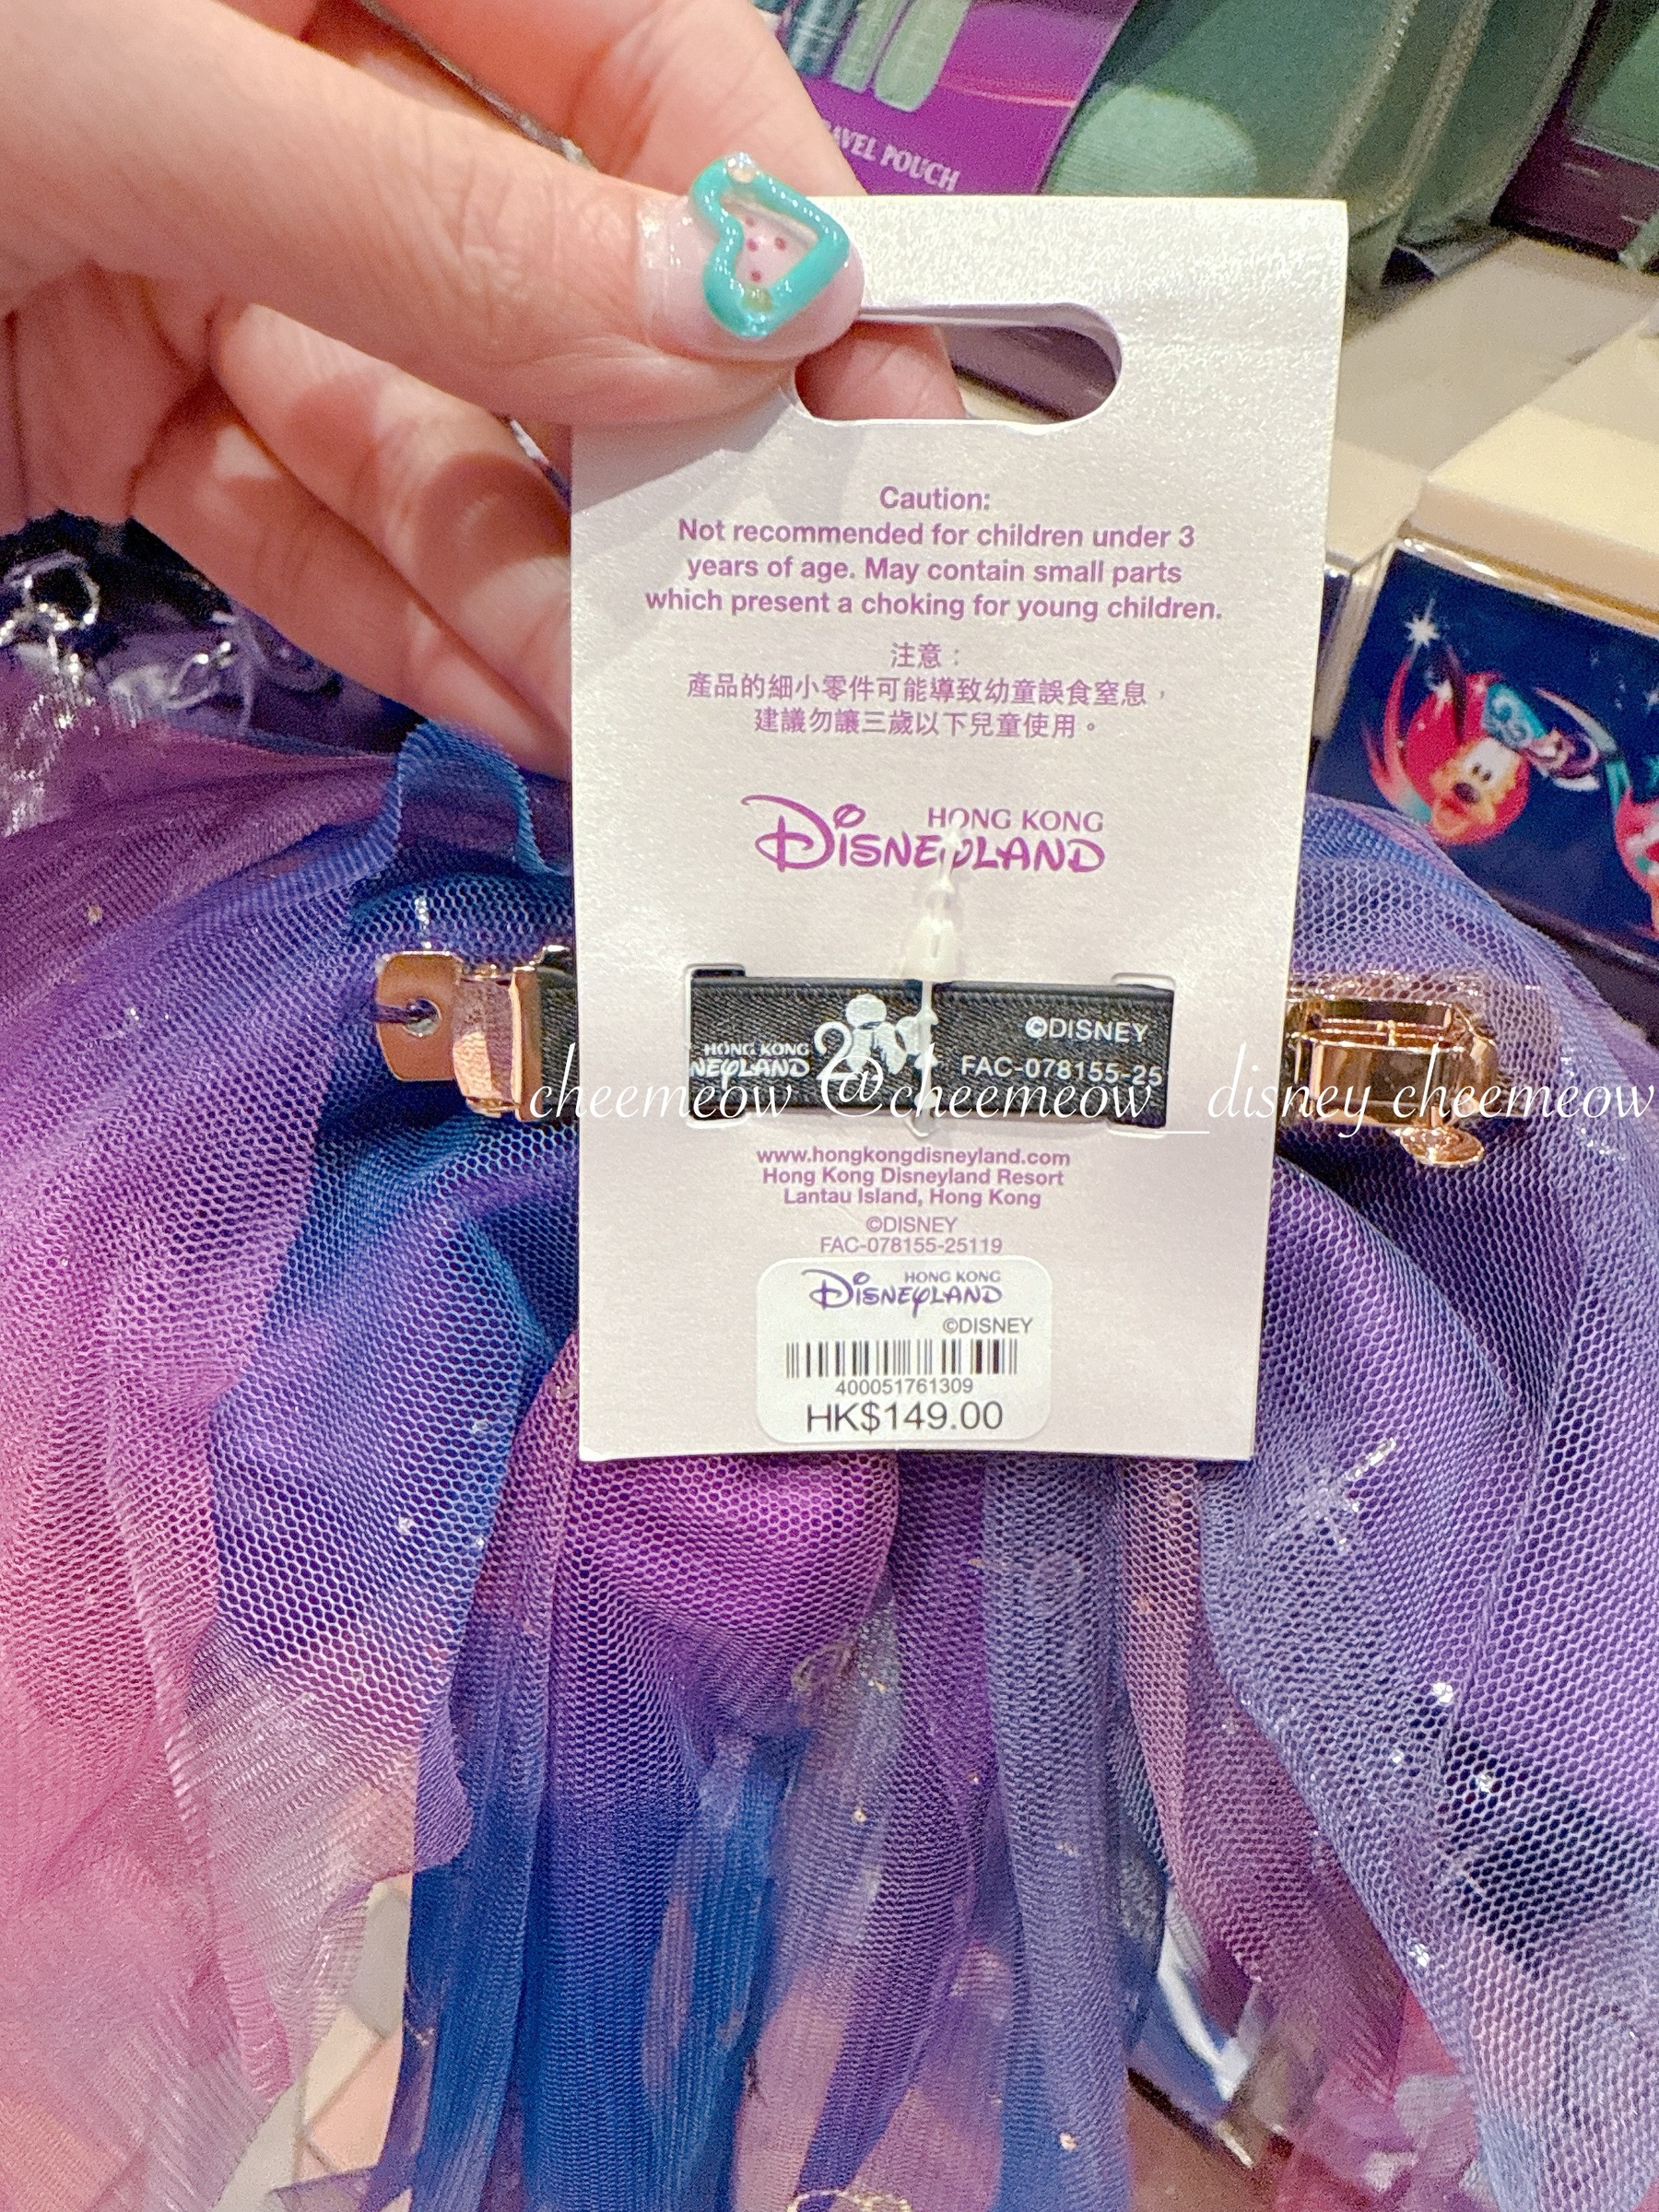 AVEL POUCH
Caution:
Not recommended for children under 3
years of age. May contain small parts
which present a choking for young children.
注意：
產品的細小零件可能導致幼童誤食窒息，
建議勿讓三歲以下兒童使用。
HONG KONG
DISNEYLAND
HONG KONG
NEYLAND
©DISNEY
FAC-078155-25
cheemeow @cheemeow__disney cheemeow
www.hongkongdisneyland.com
Hong Kong Disneyland Resort
Lantau Island, Hong Kong
©DISNEY
FAC-078155-25119
HONG KONG
DISNEYLAND
©DISNEY
400051761309
HK$149.00